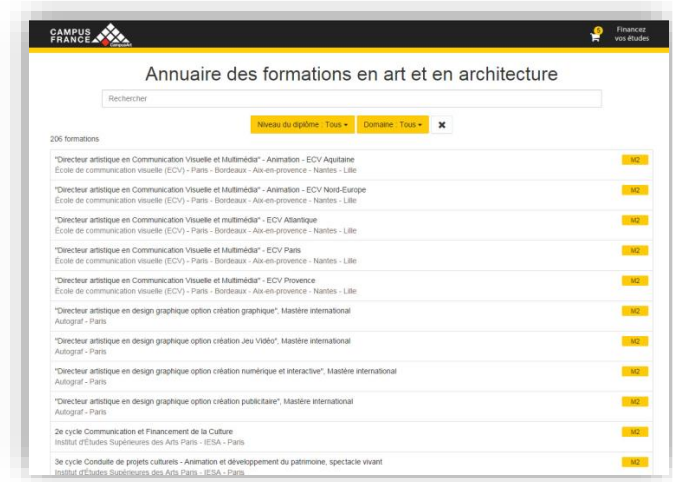 CAMPUS
FRANCE
CampusArt
0
Financez
vos études
Annuaire des formations en art et en architecture
Rechercher
Niveau du diplôme : Tous
Domaine : Tous
206 formations
"Directeur artistique en Communication Visuelle et Multimédia" - Animation - ECV Aquitaine
M2
École de communication visuelle (ECV) - Paris - Bordeaux - Aix-en-provence - Nantes - Lille
"Directeur artistique en Communication Visuelle et Multimédia" - Animation - ECV Nord-Europe
M2
École de communication visuelle (ECV) - Paris - Bordeaux - Aix-en-provence - Nantes - Lille
"Directeur artistique en Communication Visuelle et multimédia" - ECV Atlantique
M2
École de communication visuelle (ECV) - Paris - Bordeaux - Aix-en-provence - Nantes - Lille
"Directeur artistique en Communication Visuelle et Multimédia" - ECV Paris
M2
École de communication visuelle (ECV) - Paris - Bordeaux - Aix-en-provence - Nantes - Lille
"Directeur artistique en Communication Visuelle et Multimédia" - ECV Provence
M2
École de communication visuelle (ECV) - Paris - Bordeaux - Aix-en-provence - Nantes - Lille
"Directeur artistique en design graphique option création graphique", Mastère international
M2
Autograf - Paris
"Directeur artistique en design graphique option création Jeu Vidéo", Mastère international
M2
Autograf - Paris
"Directeur artistique en design graphique option création numérique et interactive", Mastère international
M2
Autograf - Paris
"Directeur artistique en design graphique option création publicitaire", Mastère international
M2
Autograf - Paris
2e cycle Communication et Financement de la Culture
M2
Institut d'Études Supérieures des Arts Paris - IESA - Paris
3e cycle Conduite de projets culturels - Animation et développement du patrimoine, spectacle vivant
M2
Institut d'Études Supérieures des Arts Paris - IESA - Paris